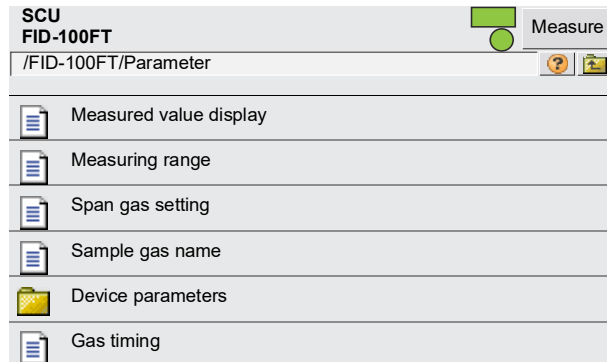 SCU
FID-100FT
Measure
/FID-100FT/Parameter
?
Measured value display
Measuring range
Span gas setting
Sample gas name
Device parameters
Gas timing